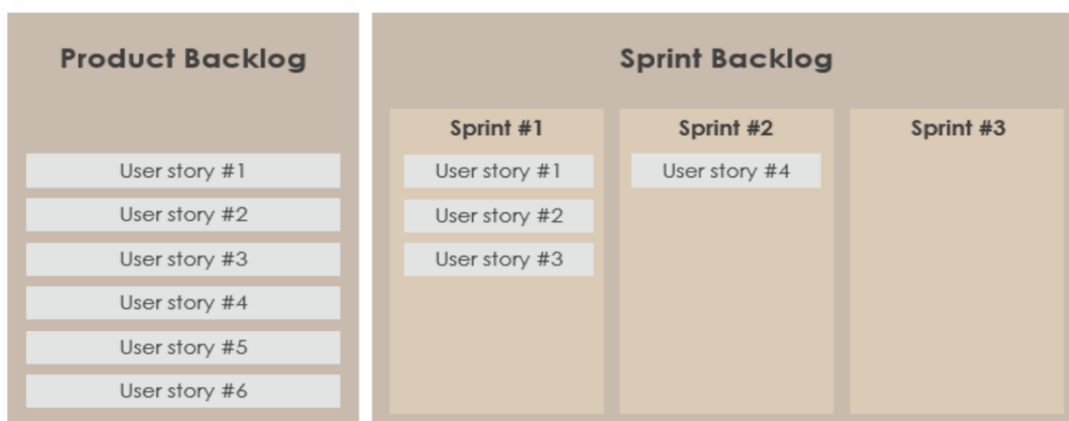 Product Backlog
User story #1
User story #2
User story #3
User story #4
User story #5
User story #6
Sprint Backlog
Sprint #1
User story #1
User story #2
User story #3
Sprint #2
User story #4
Sprint #3